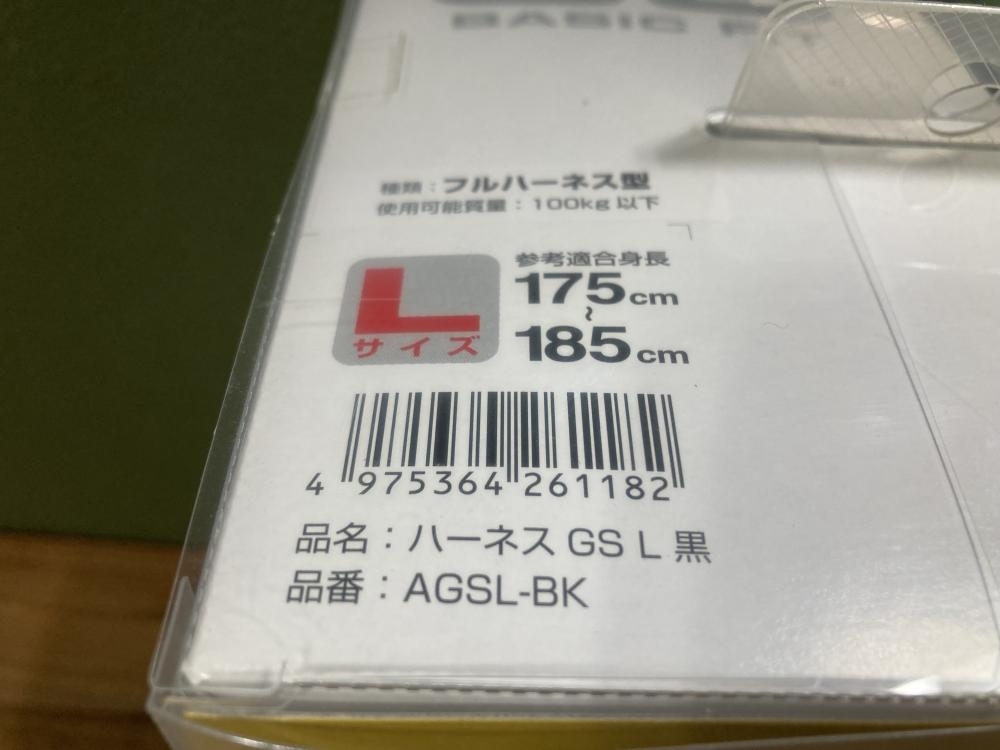 BASIC
種類：フルハーネス型
使用可能質量：100kg 以下
L
サイズ
参考適合身長
175cm
~
185cm
4 975364 261182
品名：ハーネス GS L 黒
品番：AGSL-BK